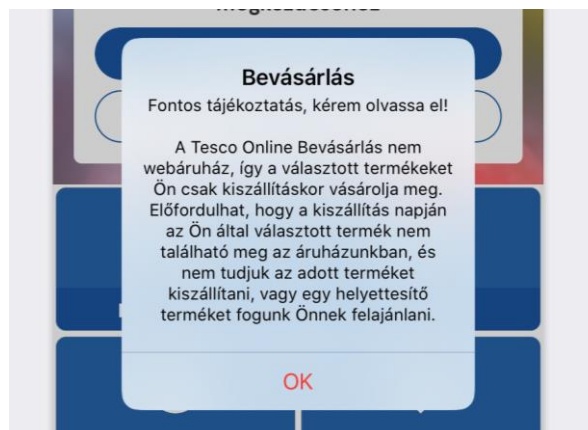 Bevásárlás
Fontos tájékoztatás, kérem olvassa el!
A Tesco Online Bevásárlás nem
webáruház, így a választott termékeket
Ön csak kiszállításkor vásárolja meg.
Előfordulhat, hogy a kiszállítás napján
az Ön által választott termék nem
található meg az áruházunkban, és
nem tudjuk az adott terméket
kiszállítani, vagy egy helyettesítő
terméket fogunk Önnek felajánlani.
OK